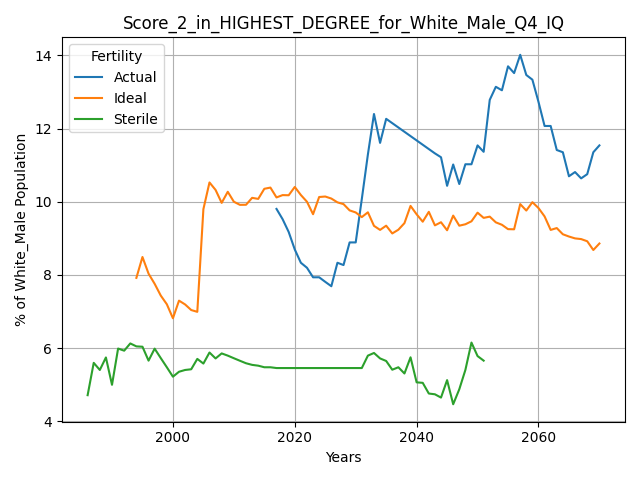 Score_2_in_HIGHEST_DEGREE_for_White_Male_Q4_IQ
Fertility
Actual
Ideal
Sterile
% of White_Male Population
14
12
10
8
6
4
2000
2020
2040
2060
Years